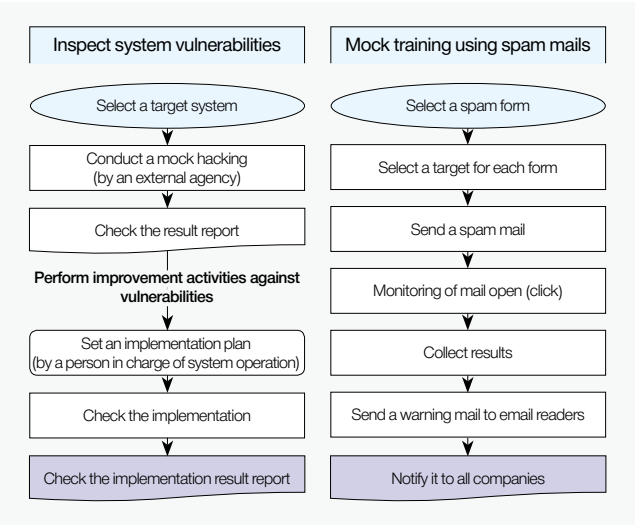 Inspect system vulnerabilities
Select a target system
Conduct a mock hacking
(by an external agency)
Check the result report
Perform improvement activities against
vulnerabilities
Set an implementation plan
(by a person in charge of system operation)
Check the implementation
Check the implementation result report
Mock training using spam mails
Select a spam form
Select a target for each form
Send a spam mail
Monitoring of mail open (click)
Collect results
Send a warning mail to email readers
Notify it to all companies